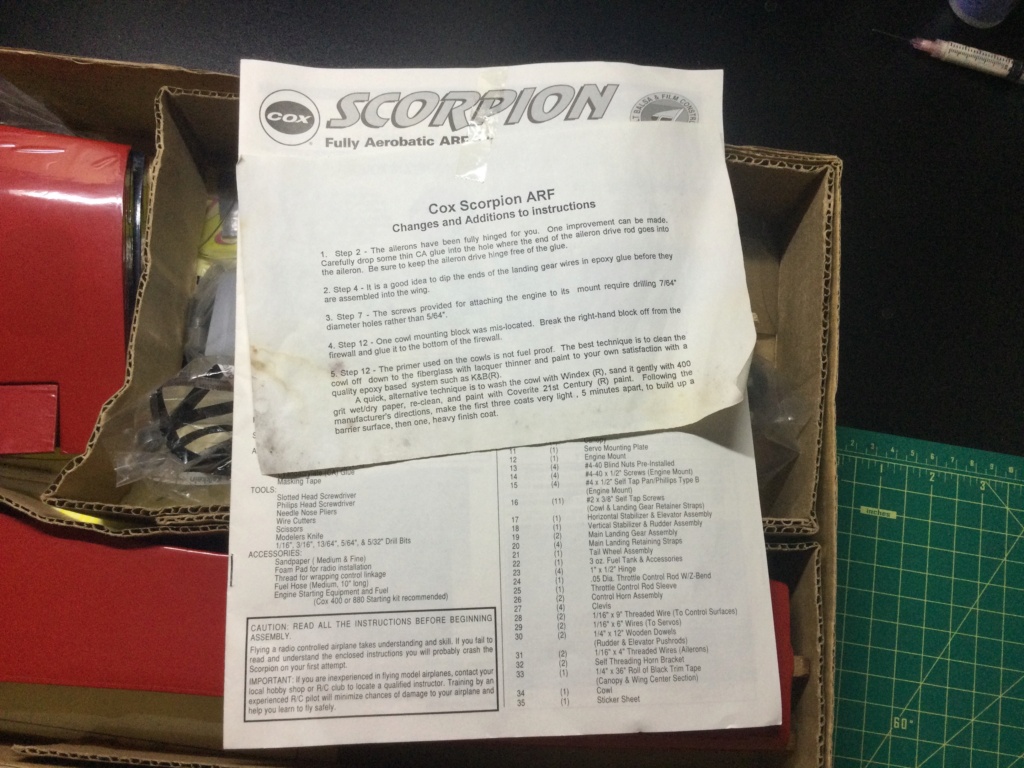 COX
SCORPION
BALSA & FILM CONSTR
Fully Aerobatic ARF
Cox Scorpion ARF
Changes and Additions to instructions
1. Step 2 - The ailerons have been fully hinged for you. One improvement can be made.
Carefully drop some thin CA glue into the hole where the end of the aileron drive rod goes into
the aileron. Be sure to keep the aileron drive hinge free of the glue.
2. Step 4 - It is a good idea to dip the ends of the landing gear wires in epoxy glue before they
are assembled into the wing.
3. Step 7 - The screws provided for attaching the engine to its mount require drilling 7/64"
diameter holes rather than 5/64".
4. Step 12 - One cowl mounting block was mis-located. Break the right-hand block off from the
firewall and glue it to the bottom of the firewall.
5. Step 12 - The primer used on the cowls is not fuel proof. The best technique is to clean the
cowl off down to the fiberglass with lacquer thinner and paint to your own satisfaction with a
quality epoxy based system such as K&B(R).
A quick, alternative technique is to wash the cowl with Windex (R), sand it gently with 400
grit wet/dry paper, re-clean, and paint with Coverite 21st Century (R) paint. Following the
manufacturer's directions, make the first three coats very light , 5 minutes apart, to build up a
barrier surface, then one, heavy finish coat.
Masking Tape
TOOLS:
Slotted Head Screwdriver
Philips Head Screwdriver
Needle Nose Pliers
Wire Cutters
Scissors
Modelers Knife
1/16", 3/16", 13/64", 5/64", & 5/32" Drill Bits
ACCESSORIES:
Sandpaper ( Medium & Fine)
Foam Pad for radio installation
Thread for wrapping control linkage
Fuel Hose (Medium, 10" long)
Engine Starting Equipment and Fuel
(Cox 400 or 880 Starting kit recommended)
CAUTION: READ ALL THE INSTRUCTIONS BEFORE BEGINNING
ASSEMBLY.
Flying a radio controlled airplane takes understanding and skill. If you fail to
read and understand the enclosed instructions you will probably crash the
Scorpion on your first attempt.
IMPORTANT: If you are inexperienced in flying model airplanes, contact your
local hobby shop or R/C club to locate a qualified instructor. Training by an
experienced R/C pilot will minimize chances of damage to your airplane and
help you learn to fly safely.
11 (1) Servo Mounting Plate
12 (1) Engine Mount
13 (4) #4-40 Blind Nuts Pre-Installed
14 (4) #4-40 x 1/2" Screws (Engine Mount)
15 (4) #4 x 1/2" Self Tap Pan/Phillips Type B
(Engine Mount)
16 (11) #2 x 3/8" Self Tap Screws
(Cowl & Landing Gear Retainer Straps)
17 (1) Horizontal Stabilizer & Elevator Assembly
18 (1) Vertical Stabilizer & Rudder Assembly
19 (2) Main Landing Gear Assembly
20 (4) Main Landing Retaining Straps
21 (1) Tail Wheel Assembly
22 (1) 3 oz. Fuel Tank & Accessories
23 (4) 1" x 1/2" Hinge
24 (1) .05 Dia. Throttle Control Rod W/Z-Bend
25 (1) Throttle Control Rod Sleeve
26 (2) Control Horn Assembly
27 (4) Clevis
28 (2) 1/16" x 9" Threaded Wire (To Control Surfaces)
29 (2) 1/16" x 6" Wires (To Servos)
30 (2) 1/4" x 12" Wooden Dowels
(Rudder & Elevator Pushrods)
31 (2) 1/16" x 4" Threaded Wires (Ailerons)
32 (2) Self Threading Horn Bracket
33 (1) 1/4" x 36" Roll of Black Trim Tape
(Canopy & Wing Center Section)
34 (1) Cowl
35 (1) Sticker Sheet
1 2 3
inches
60°